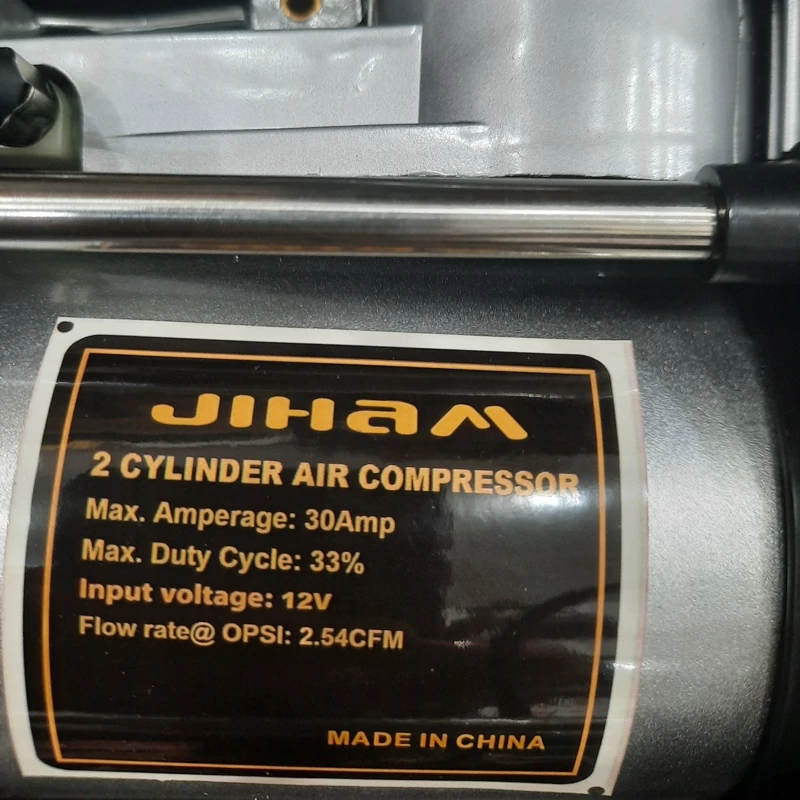 JIHAM
2 CYLINDER AIR COMPRESSOR
Max. Amperage: 30Amp
Max. Duty Cycle: 33%
Input voltage: 12V
Flow rate@ OPSI: 2.54CFM
MADE IN CHINA